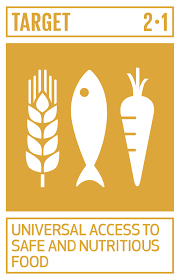 TARGET 2·1
UNIVERSAL ACCESS TO
SAFE AND NUTRITIOUS
FOOD